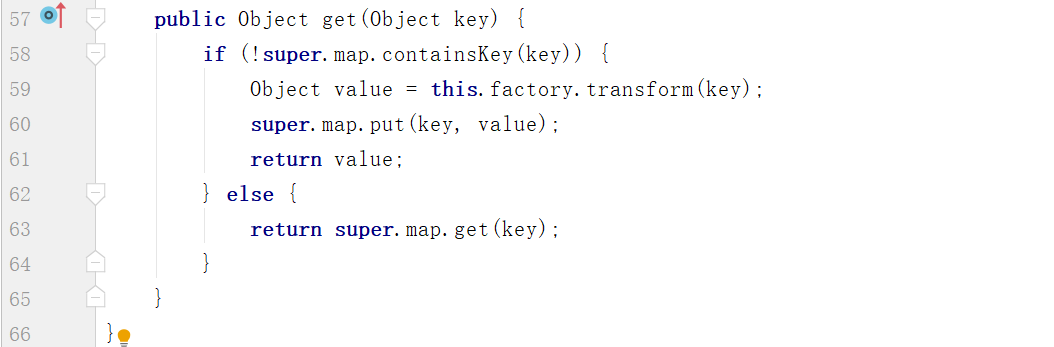 57 public Object get(Object key) {
58 if (!super.map.containsKey(key)) {
59 Object value = this.factory.transform(key);
60 super.map.put(key, value);
61 return value;
62 } else {
63 return super.map.get(key);
64 }
65 }
66 }